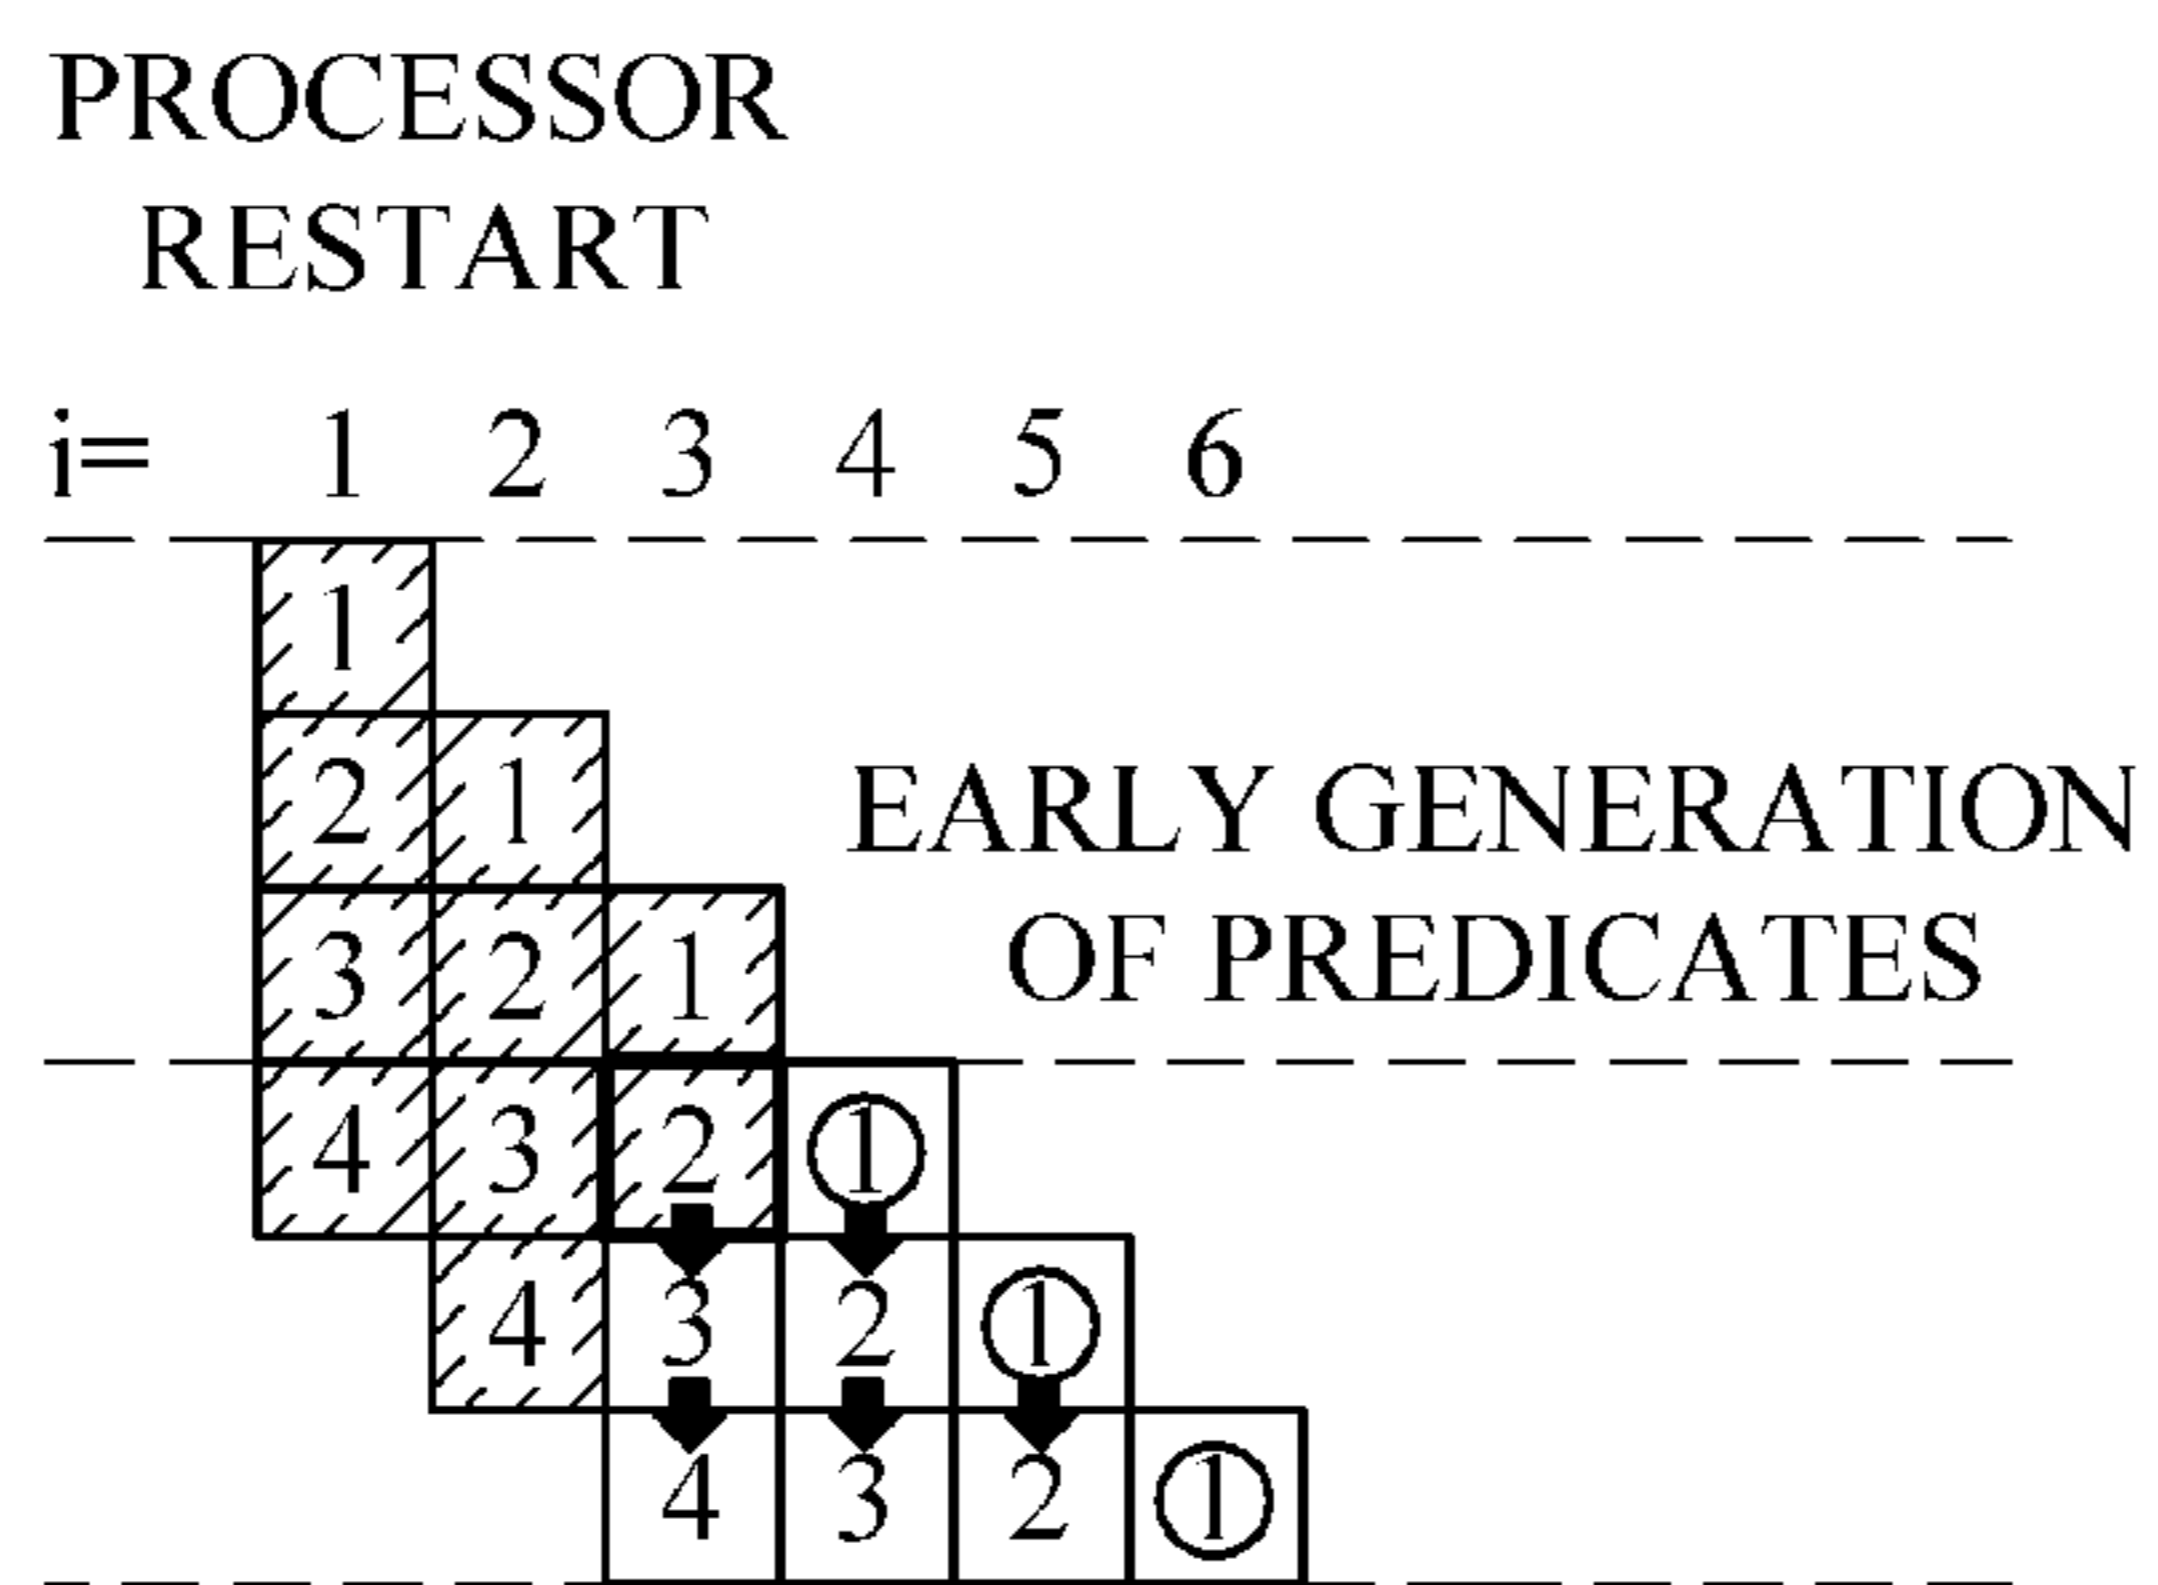 PROCESSOR
RESTART
i= 1 2 3 4 5 6
1
2 1
EARLY GENERATION
3 2 1
OF PREDICATES
4 3 2 1
4 3 2 1
4 3 2 1